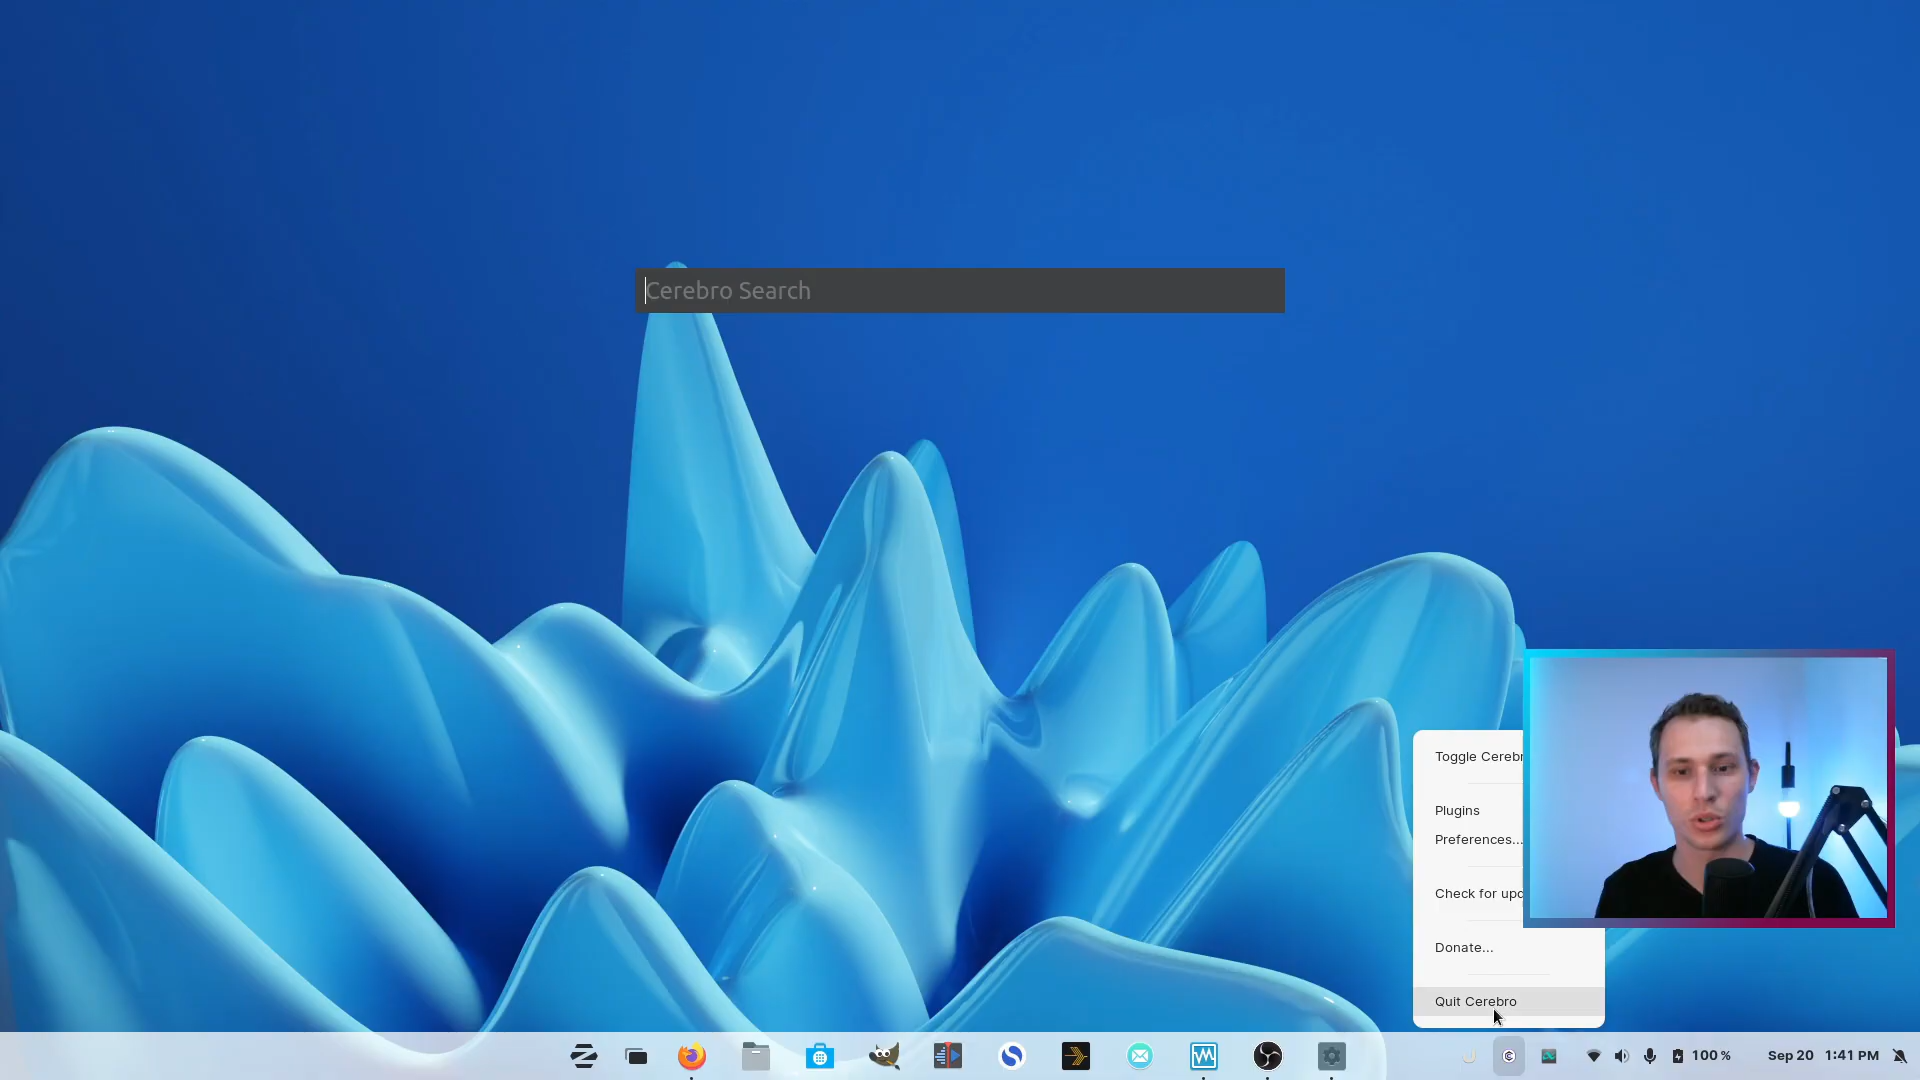 Cerebro Search
Toggle Cerebr
Plugins
Preferences...
Check for upd
Donate...
Quit Cerebro
100 %
Sep 20
1:41 PM